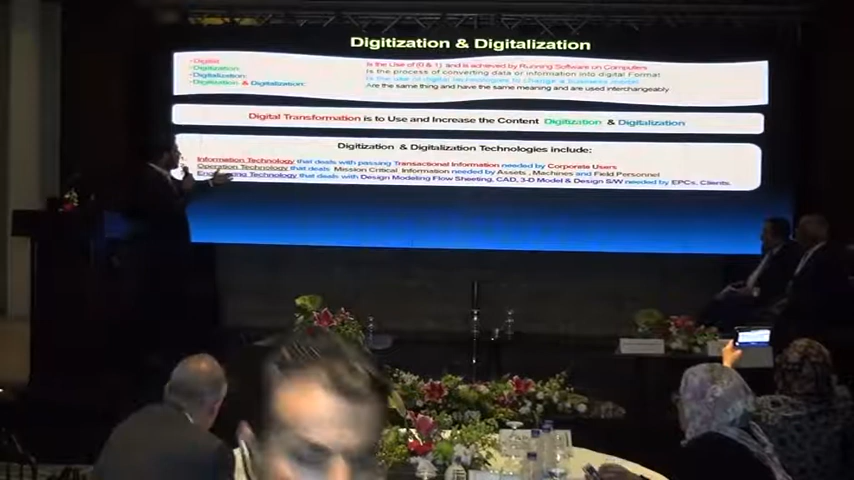 Digitization & Digitalization
-Digital: Is the Use of (0 & 1) and is achieved by Running Software on Computers
-Digitization: Is the process of converting data or information into digital Format
-Digitalization: Is the use of digital technologies to change a business model
-Digitization & Digitalization: Are the same thing and have the same meaning and are used interchangeably
Digital Transformation is to Use and Increase the Content Digitization & Digitalization
Digitization & Digitalization Technologies include:
Information Technology that deals with passing Transactional Information needed by Corporate Users
Operation Technology that deals Mission Critical Information needed by Assets, Machines and Field Personnel
Technology that deals with Design Modeling Flow Sheeting, CAD, 3-D Model & Design S/W needed by EPCs, Clients.